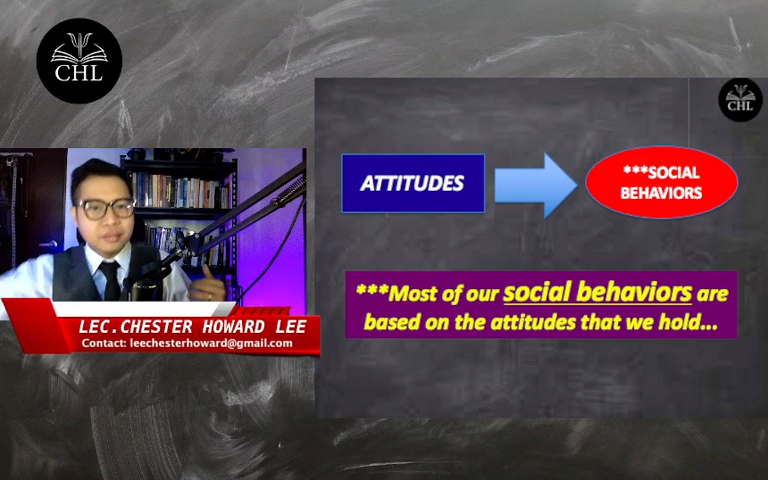 CHL
CHL
ATTITUDES
***SOCIAL
BEHAVIORS
***Most of our social behaviors are
based on the attitudes that we hold...
LEC.CHESTER HOWARD LEE
Contact: leechesterhoward@gmail.com